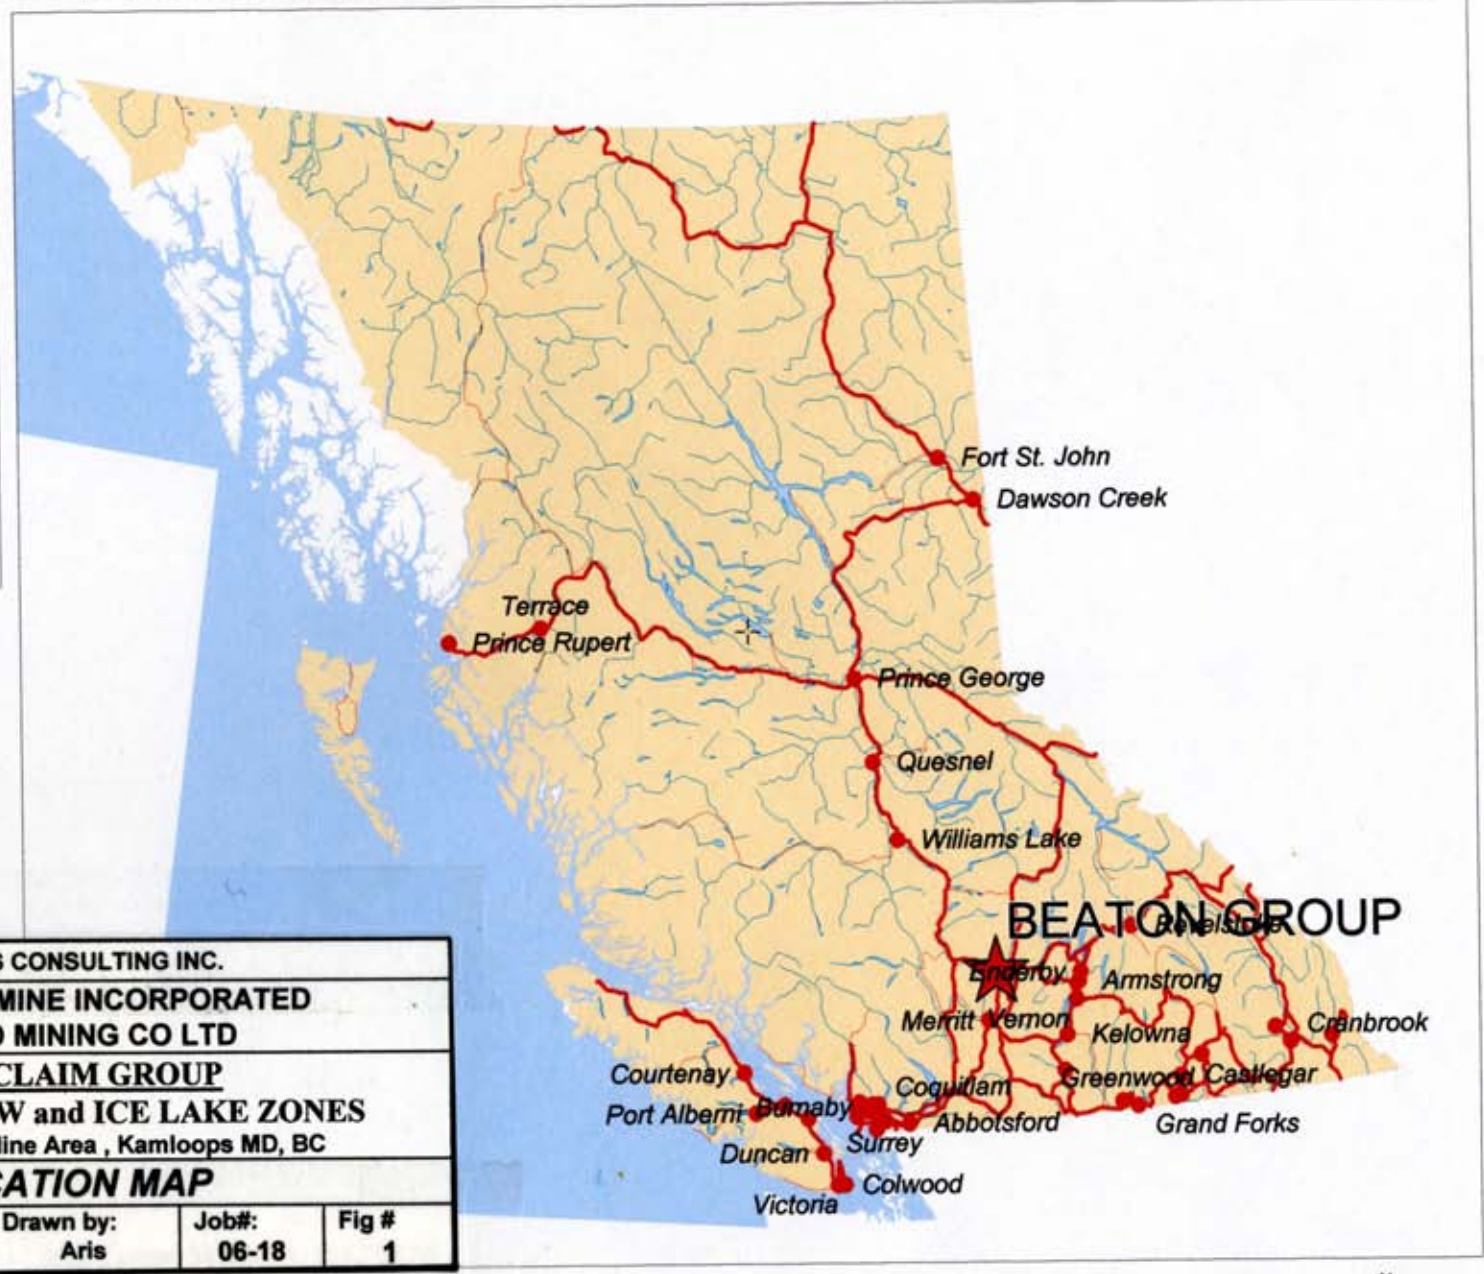 Fort St. John
Dawson Creek
Terrace
Prince Rupert
Prince George
Quesnel
Williams Lake
BEATON GROUP
Revelstoke
Enderby
Armstrong
Merritt
Vernon
Kelowna
Cranbrook
Courtenay
Coquitlam
Greenwood
Castlegar
Port Alberni
Burnaby
Abbotsford
Grand Forks
Surrey
Duncan
Colwood
Victoria
CONSULTING INC.
MINE INCORPORATED
MINING CO LTD
CLAIM GROUP
W and ICE LAKE ZONES
Area , Kamloops MD, BC
CATION MAP
Drawn by: Job#: Fig #
Aris 06-18 1